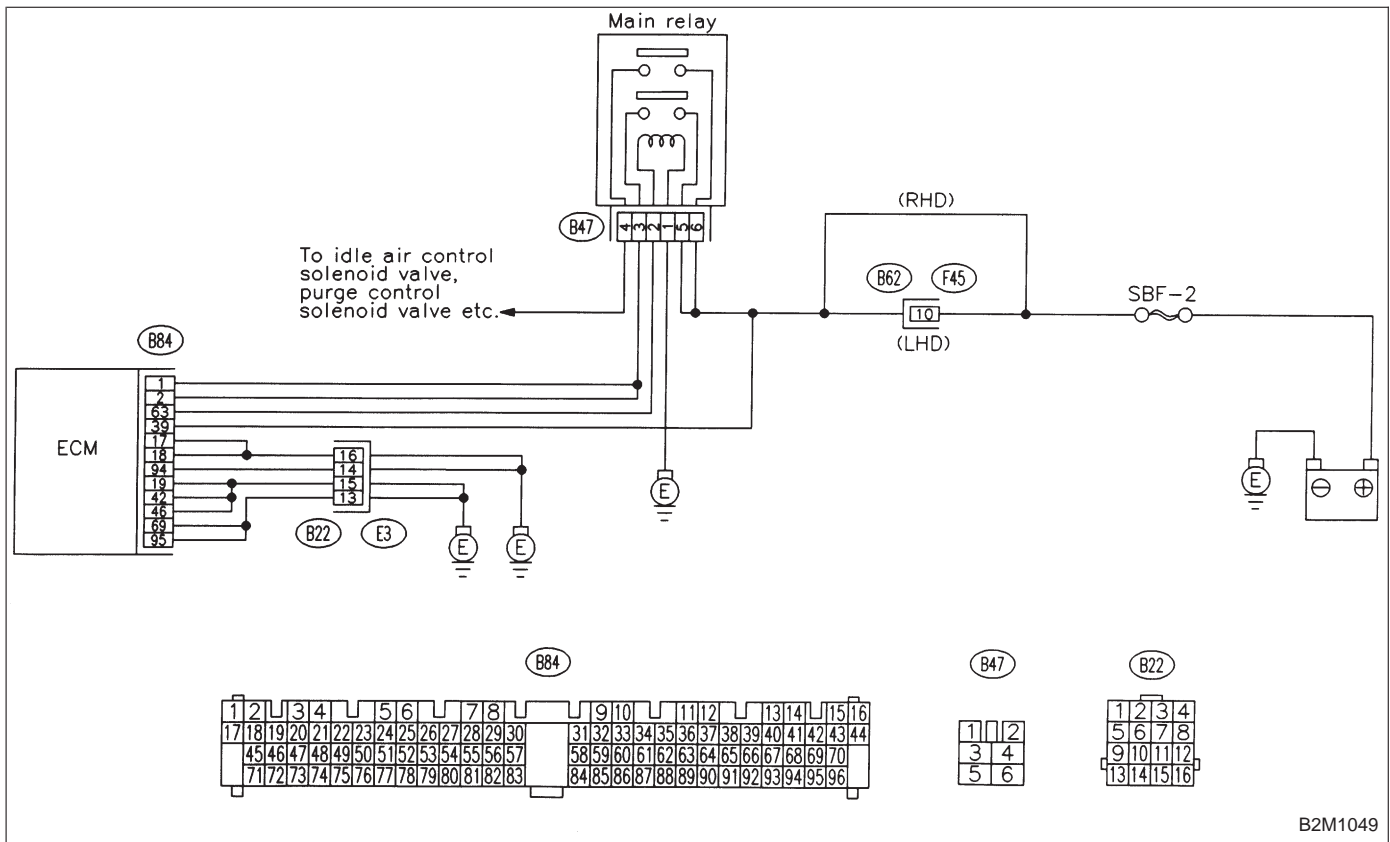 Main relay
B47
4 3 2 1 5 6
(RHD)
B62 F45
10
(LHD)
SBF-2
To idle air control
solenoid valve,
purge control
solenoid valve etc.
B84
ECM
1
2
63
39
17
18
94
19
42
46
69
95
16
14
15
13
B22 E3
E
E
E
E
⊖ ⊕
B84
1 2 3 4 5 6 7 8 9 10 11 12 13 14 15 16
17 18 19 20 21 22 23 24 25 26 27 28 29 30 31 32 33 34 35 36 37 38 39 40 41 42 43 44
45 46 47 48 49 50 51 52 53 54 55 56 57 58 59 60 61 62 63 64 65 66 67 68 69 70
71 72 73 74 75 76 77 78 79 80 81 82 83 84 85 86 87 88 89 90 91 92 93 94 95 96
B47
1 2
3 4
5 6
B22
1 2 3 4
5 6 7 8
9 10 11 12
13 14 15 16
B2M1049